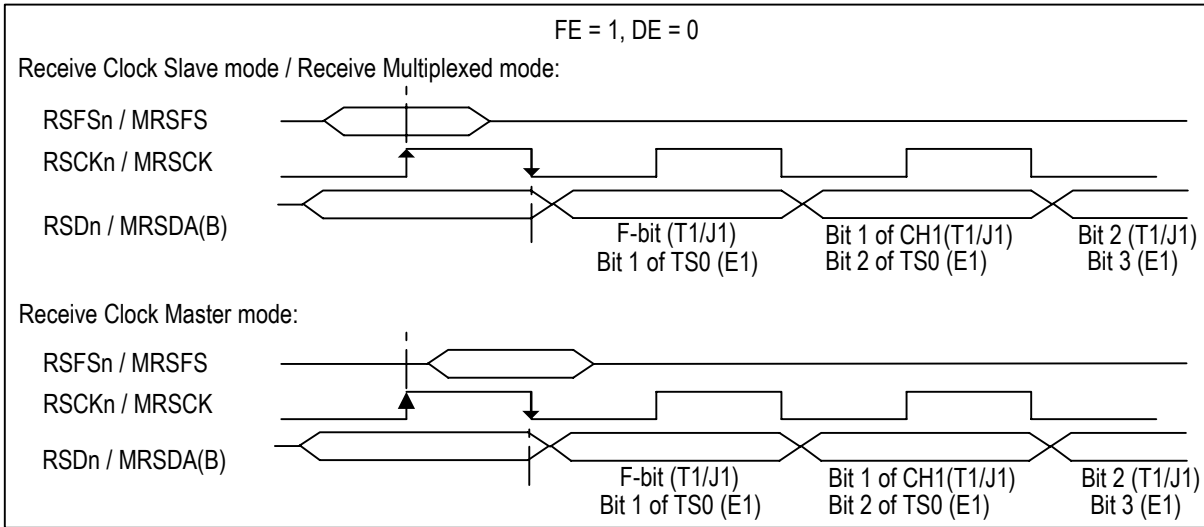 FE = 1, DE = 0
Receive Clock Slave mode / Receive Multiplexed mode:
RSFSn / MRSFS
RSCKn / MRSCK
RSDn / MRSDA(B)
F-bit (T1/J1) Bit 1 of CH1(T1/J1) Bit 2 (T1/J1)
Bit 1 of TS0 (E1) Bit 2 of TS0 (E1) Bit 3 (E1)
Receive Clock Master mode:
RSFSn / MRSFS
RSCKn / MRSCK
RSDn / MRSDA(B)
F-bit (T1/J1) Bit 1 of CH1(T1/J1) Bit 2 (T1/J1)
Bit 1 of TS0 (E1) Bit 2 of TS0 (E1) Bit 3 (E1)